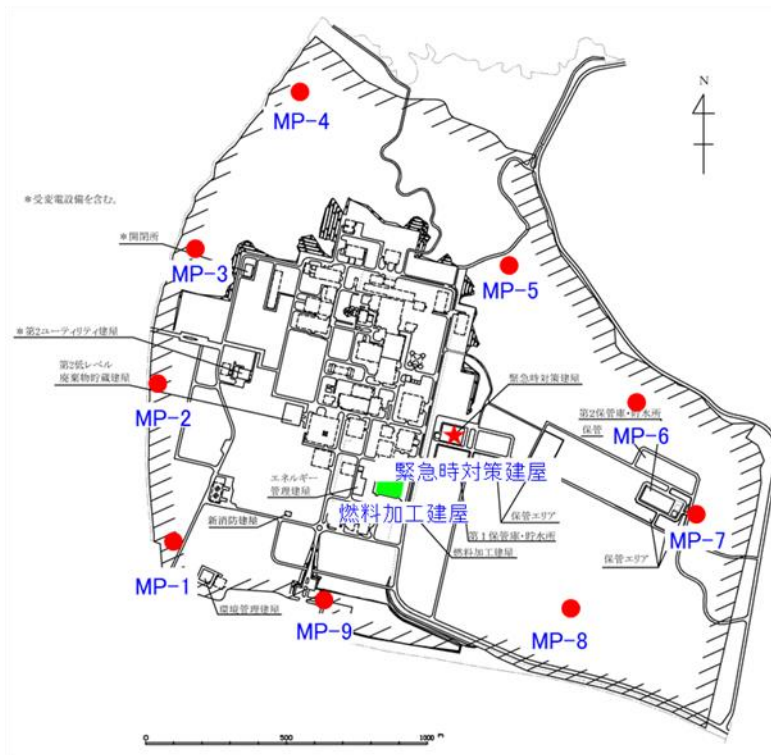 N
MP-4
*受変電設備を含む。
*開閉所
MP-3
MP-5
*第2ユーティリティ建屋
第2低レベル
廃棄物貯蔵建屋
緊急時対策建屋
MP-2
第2保管庫・貯水所
MP-6
保管
緊急時対策建屋
エネルギー
管理建屋
燃料加工建屋
保管エリア
新消防建屋
第1保管庫・貯水所
MP-7
燃料加工建屋
保管エリア
MP-1
環境管理建屋
MP-9
MP-8
0
500
1000
m